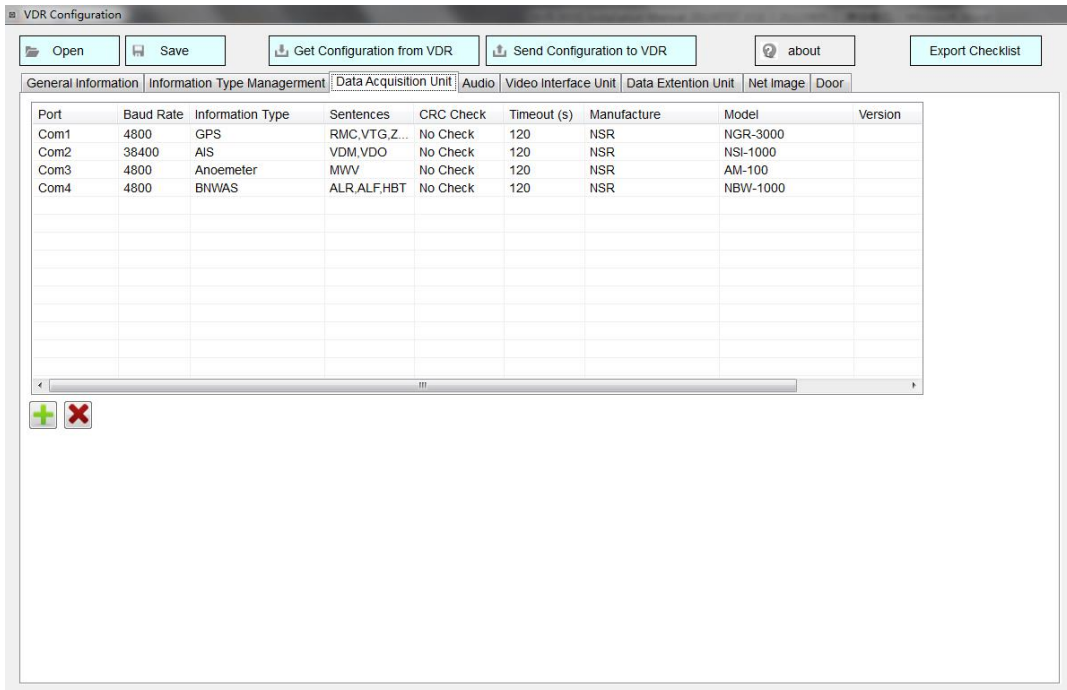 VDR Configuration
Open Save Get Configuration from VDR Send Configuration to VDR about Export Checklist
General Information Information Type Management Data Acquisition Unit Audio Video Interface Unit Data Extention Unit Net Image Door
Port Baud Rate Information Type Sentences CRC Check Timeout (s) Manufacture Model Version
Com1 4800 GPS RMC,VTG,Z... No Check 120 NSR NGR-3000
Com2 38400 AIS VDM,VDO No Check 120 NSR NSI-1000
Com3 4800 Anoemeter MWV No Check 120 NSR AM-100
Com4 4800 BNWAS ALR,ALF,HBT No Check 120 NSR NBW-1000